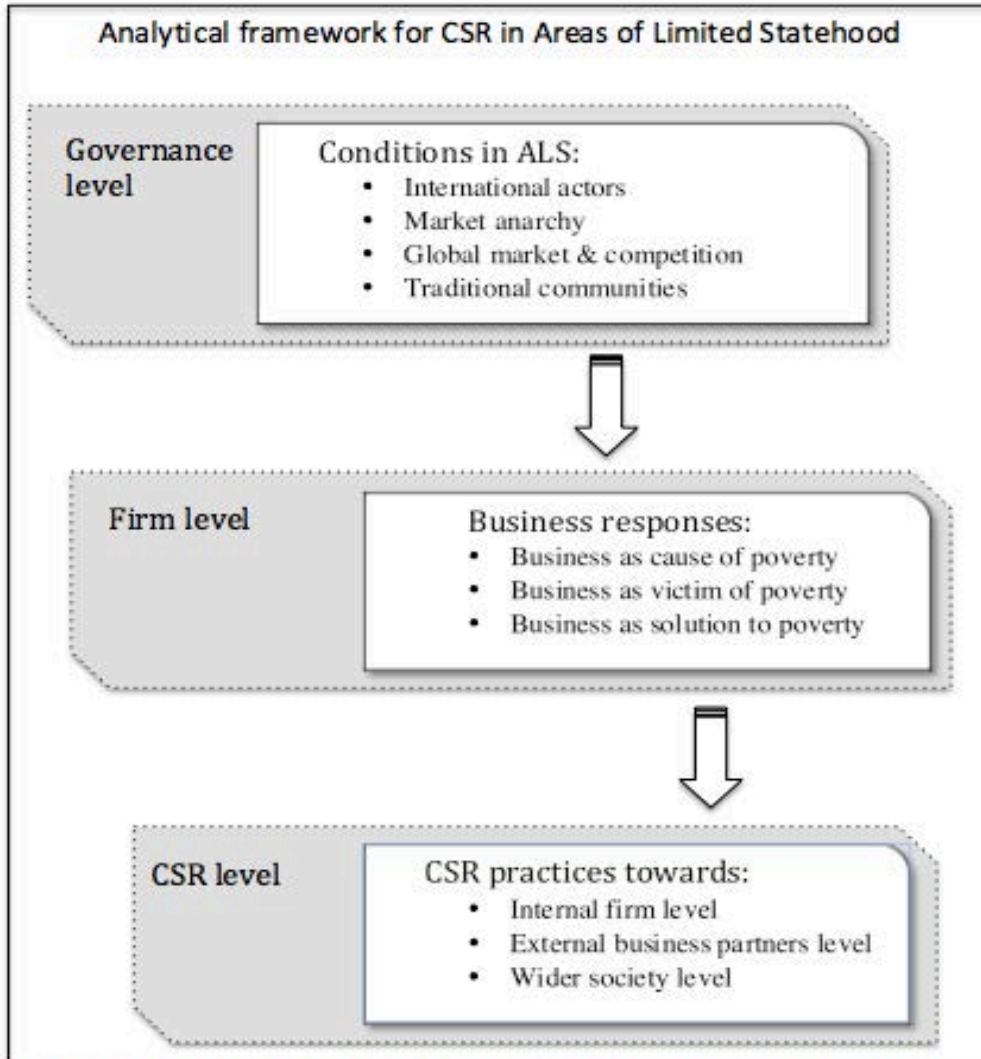 Analytical framework for CSR in Areas of Limited Statehood
Governance
level
Conditions in ALS:
• International actors
• Market anarchy
• Global market & competition
• Traditional communities
Firm level
Business responses:
• Business as cause of poverty
• Business as victim of poverty
• Business as solution to poverty
CSR level
CSR practices towards:
• Internal firm level
• External business partners level
• Wider society level